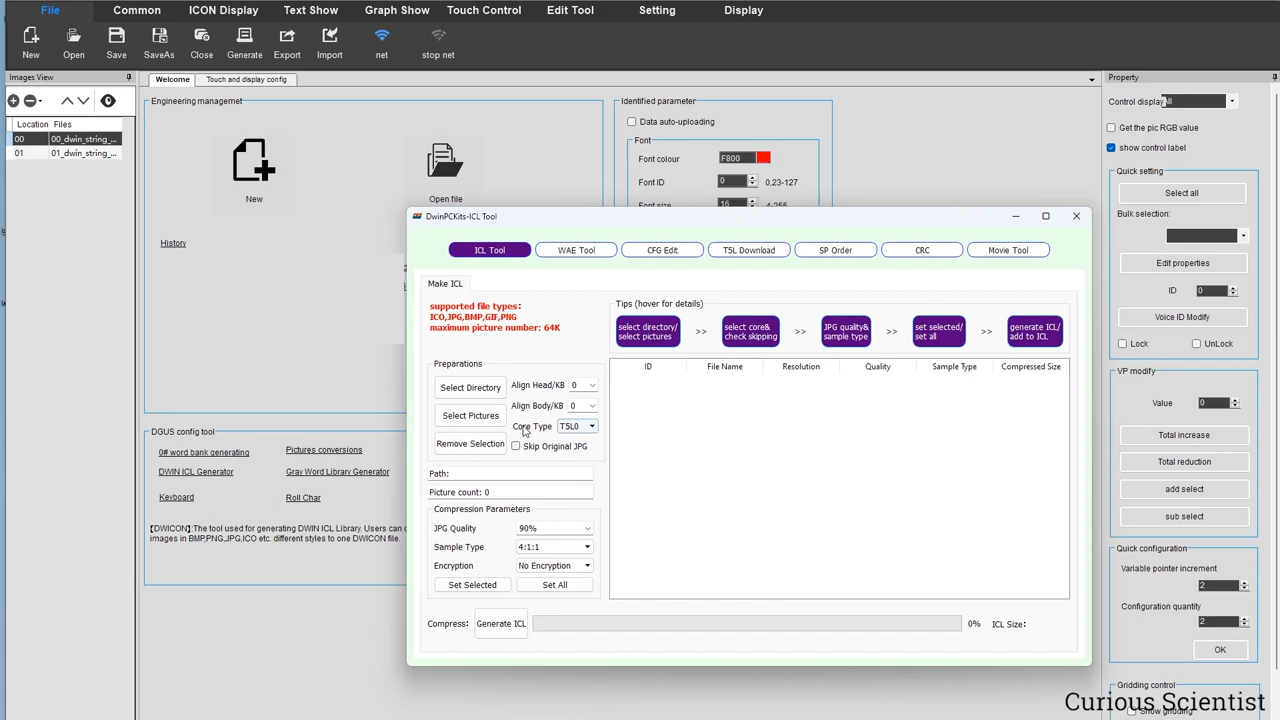 File Common ICON Display Text Show Graph Show Touch Control Edit Tool Setting Display
New Open Save SaveAs Close Generate Export Import net stop net
Images View
Welcome Touch and display config
Property
Location Files
00 00_dwin_string_...
01 01_dwin_string_...
Engineering managemet
New
Open file
History
Identified parameter
Data auto-uploading
Font
Font colour F800
Font ID 0 0,23-127
Font size 16 4-255
DGUS config tool
0# word bank generating Pictures conversions
DWIN ICL Generator Gray Word Library Generator
Keyboard Roll Char
【DWICON】:The tool used for generating DWIN ICL Library. Users can c
images in BMP,PNG,JPG,ICO etc. different styles to one DWICON file.
DwinPCKits-ICL Tool
ICL Tool WAE Tool CFG Edit T5L Download SP Order CRC Movie Tool
Make ICL
supported file types:
ICO,JPG,BMP,GIF,PNG
maximum picture number: 64K
Tips (hover for details)
select directory/
select pictures
>>
select core&
check skipping
>>
JPG quality&
sample type
>>
set selected/
set all
>>
generate ICL/
add to ICL
ID File Name Resolution Quality Sample Type Compressed Size
Preparations
Select Directory Align Head/KB 0
Select Pictures Align Body/KB 0
Core Type T5L0
Remove Selection Skip Original JPG
Path:
Picture count: 0
Compression Parameters
JPG Quality 90%
Sample Type 4:1:1
Encryption No Encryption
Set Selected Set All
Compress: Generate ICL 0% ICL Size:
Control display All
Get the pic RGB value
show control label
Quick setting
Select all
Bulk selection:
Edit properties
ID 0
Voice ID Modify
Lock UnLock
VP modify
Value 0
Total increase
Total reduction
add select
sub select
Quick configuration
Variable pointer increment
2
Configuration quantity
2
OK
Gridding control
Show gridding
Curious Scientist